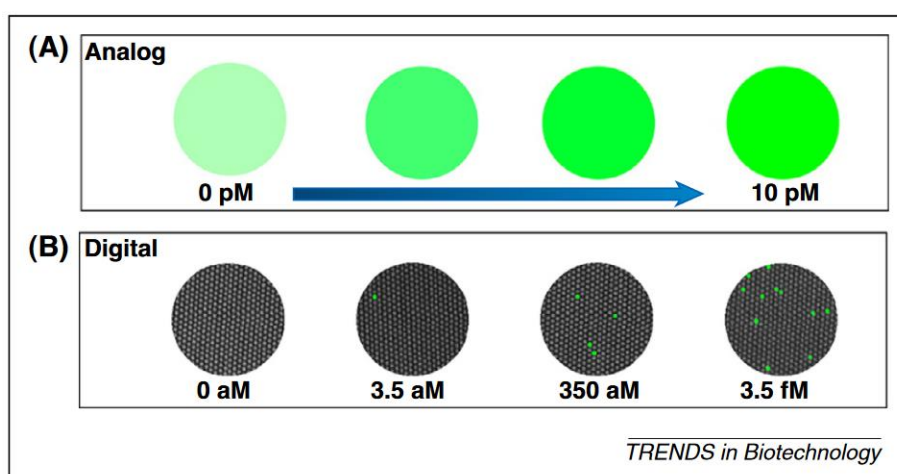 (A) Analog
0 pM 10 pM
(B) Digital
0 aM 3.5 aM 350 aM 3.5 fM
TRENDS in Biotechnology